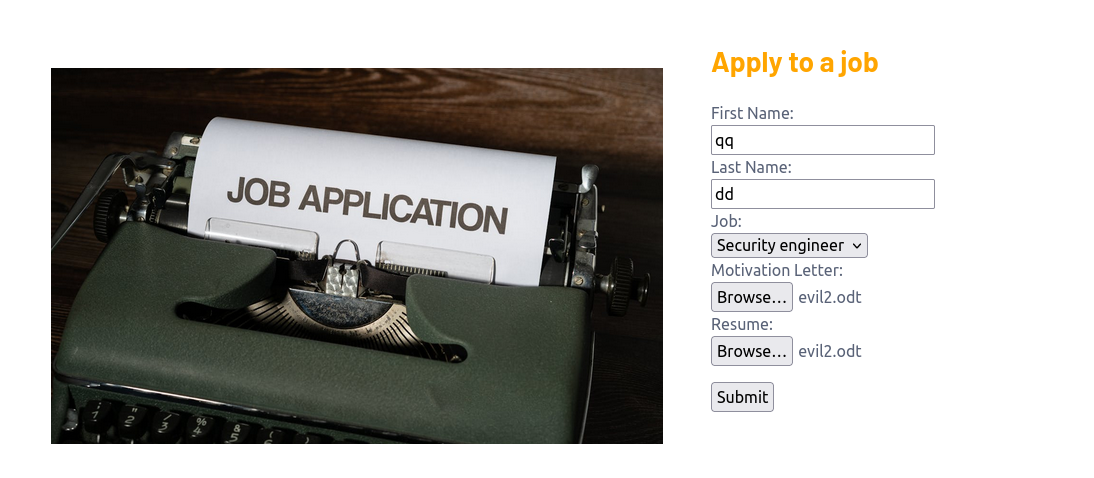 JOB APPLICATION
Apply to a job
First Name:
qq
Last Name:
dd
Job:
Security engineer
Motivation Letter:
Browse… evil2.odt
Resume:
Browse… evil2.odt
Submit